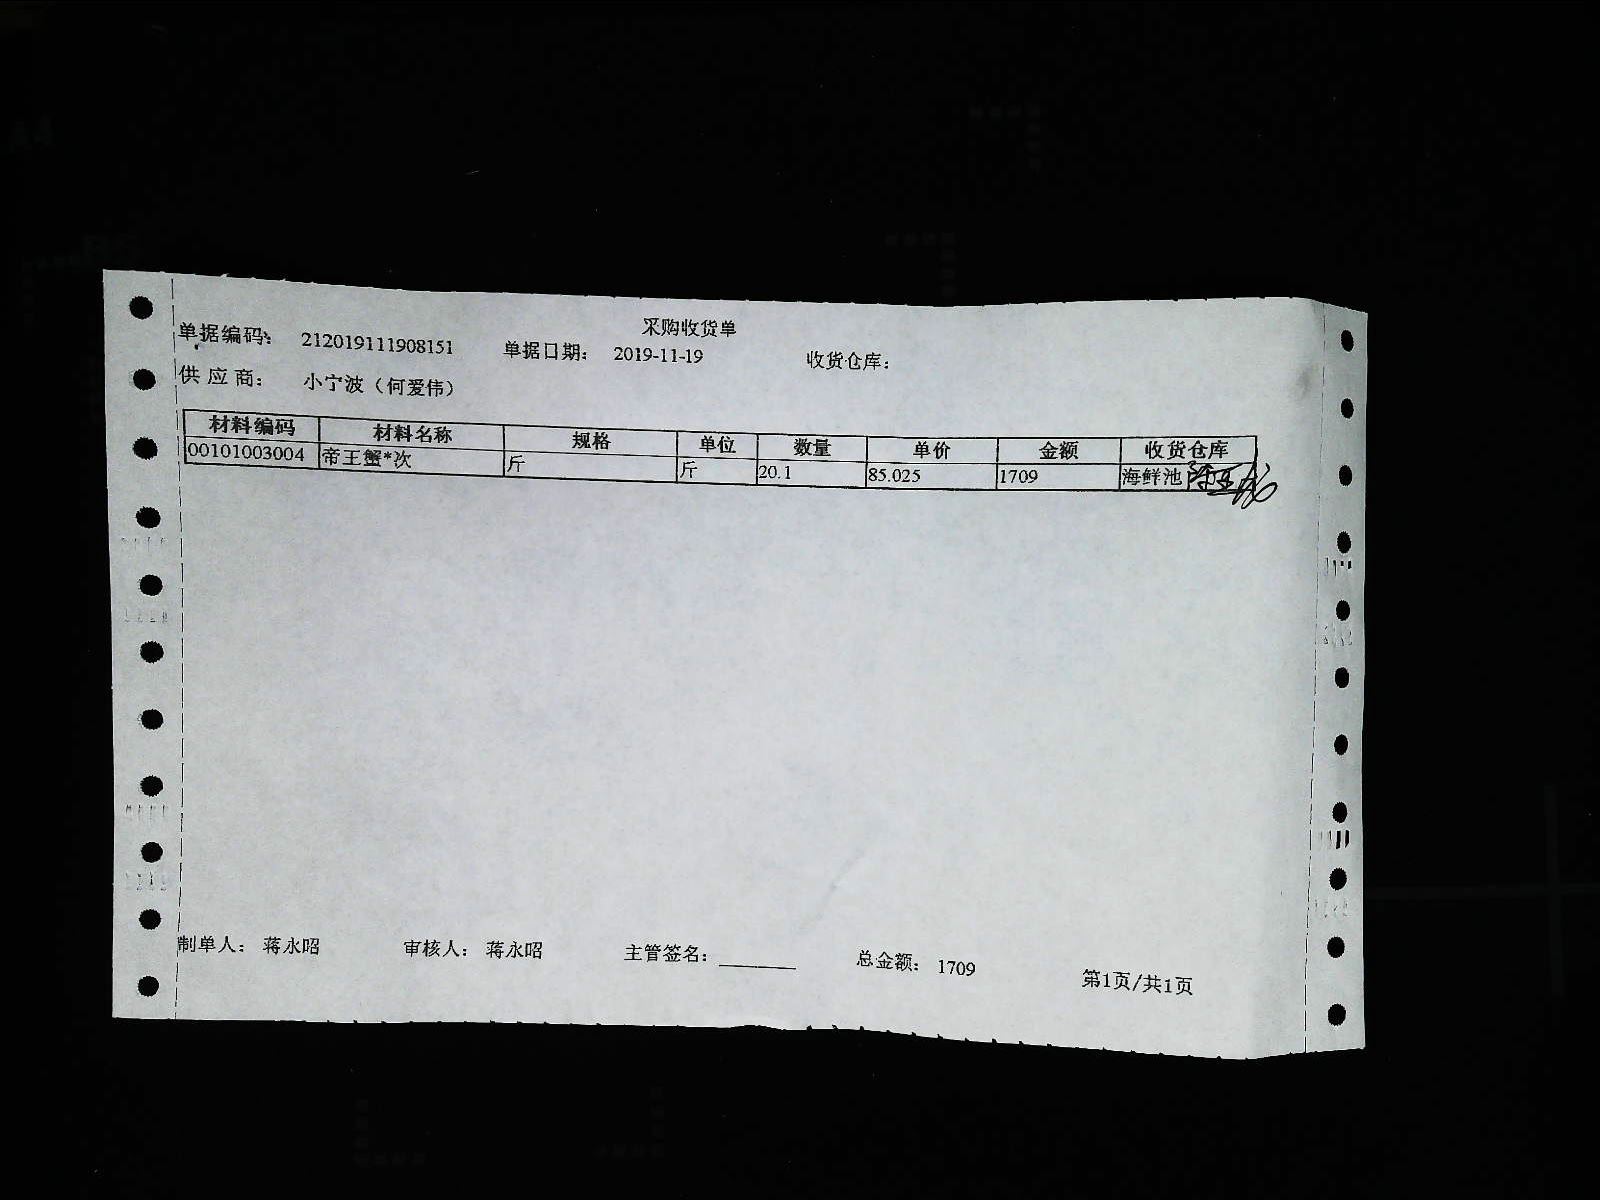 采购收货单
单据编码: 212019111908151 单据日期: 2019-11-19 收货仓库:
供应商: 小宁波（何爱伟）
材料编码 材料名称 规格 单位 数量 单价 金额 收货仓库
00101003004 帝王蟹*次 斤 斤 20.1 85.025 1709 海鲜池
制单人: 蒋永昭 审核人: 蒋永昭 主管签名: 总金额: 1709 第1页/共1页